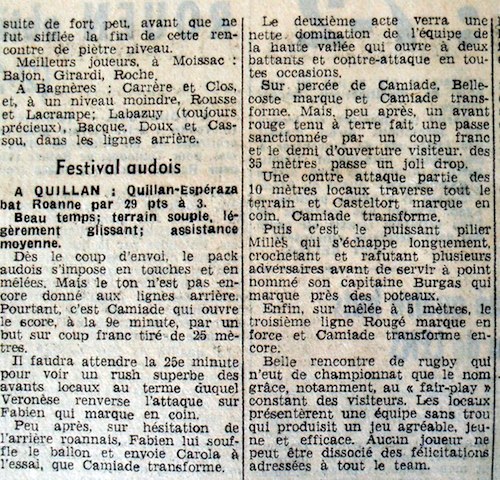 suite de fort peu, avant que ne
fut sifflée la fin de cette ren-
contre de piètre niveau.
Meilleurs joueurs, à Moissac :
Bajon, Girardi, Roche.
A Bagnères : Carrère et Clos,
et, à un niveau moindre, Rousse
et Lacrampe; Labazuy (toujours
précieux), Bacque, Doux et Cas-
sou, dans les lignes arrière.
Festival audois
A QUILLAN : Quillan-Espéraza
bat Roanne par 29 pts à 3.
Beau temps; terrain souple, lé-
gèrement glissant; assistance
moyenne.
Dès le coup d'envoi, le pack
audois s'impose en touches et en
mêlées. Mais le ton n'est pas en-
core donné aux lignes arrière.
Pourtant, c'est Camiade qui ouvre
le score, à la 9e minute, par un
but sur coup franc tiré de 25 mè-
tres.
Il faudra attendre la 25e minute
pour voir un rush superbe des
avants locaux au terme duquel
Veronèse renverse l'attaque sur
Fabien qui marque en coin.
Peu après, sur hésitation de
l'arrière roannais, Fabien lui souf-
fle le ballon et envoie Carola à
l'essai, que Camiade transforme.
Le deuxième acte verra une
nette domination de l'équipe de
la haute vallée qui ouvre à deux
battants et contre-attaque en tou-
tes occasions.
Sur percée de Camiade, Belle-
coste marque et Camiade trans-
forme. Mais, peu après, un avant
rouge tenu à terre fait une passe
sanctionnée par un coup franc
et le demi d'ouverture visiteur, des
35 mètres, passe un joli drop.
Une contre attaque partie des
10 mètres locaux traverse tout
le terrain et Casteltort marque en
coin. Camiade transforme.
Puis c'est le puissant pilier
Millès qui s'échappe longuement,
crochetant et rafutant plusieurs
adversaires avant de servir à point
nommé son capitaine Burgas qui
marque près des poteaux.
Enfin, sur mêlée à 5 mètres, le
troisième ligne Rougé marque en
force et Camiade transforme en-
core.
Belle rencontre de rugby qui
n'eut de championnat que le nom
grâce, notamment, au « fair-play »
constant des visiteurs. Les locaux
présentèrent une équipe sans trou
qui produisit un jeu agréable, jeu-
ne et efficace. Aucun joueur ne
peut être dissocié des félicitations
adressées à tout le team.